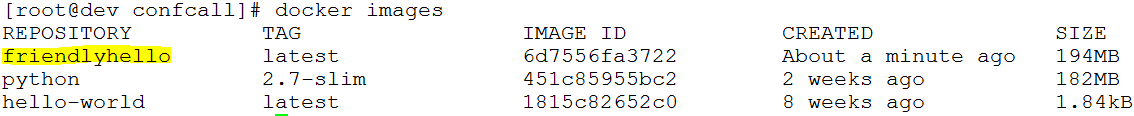 [root@dev confcall]# docker images
REPOSITORY TAG IMAGE ID CREATED SIZE
friendlyhello latest 6d7556fa3722 About a minute ago 194MB
python 2.7-slim 451c85955bc2 2 weeks ago 182MB
hello-world latest 1815c82652c0 8 weeks ago 1.84kB